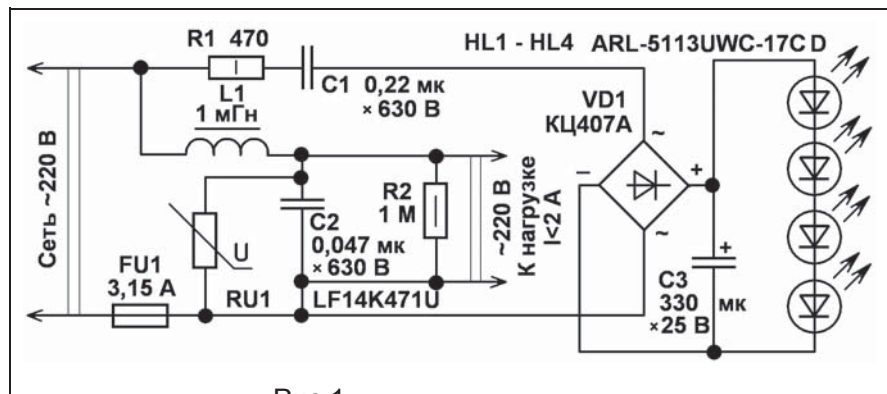 R1 470
HL1 - HL4 ARL-5113UWC-17CD
C1 0,22 мк
× 630 В
L1
1 мГн
VD1
КЦ407А
~
–
+
~
Сеть ~220 В
R2
1 М
~220 В
К нагрузке
I<2 А
C2
0,047 мк
× 630 В
U
FU1
3,15 А
RU1
LF14K471U
+
C3
330 мк
×25 В